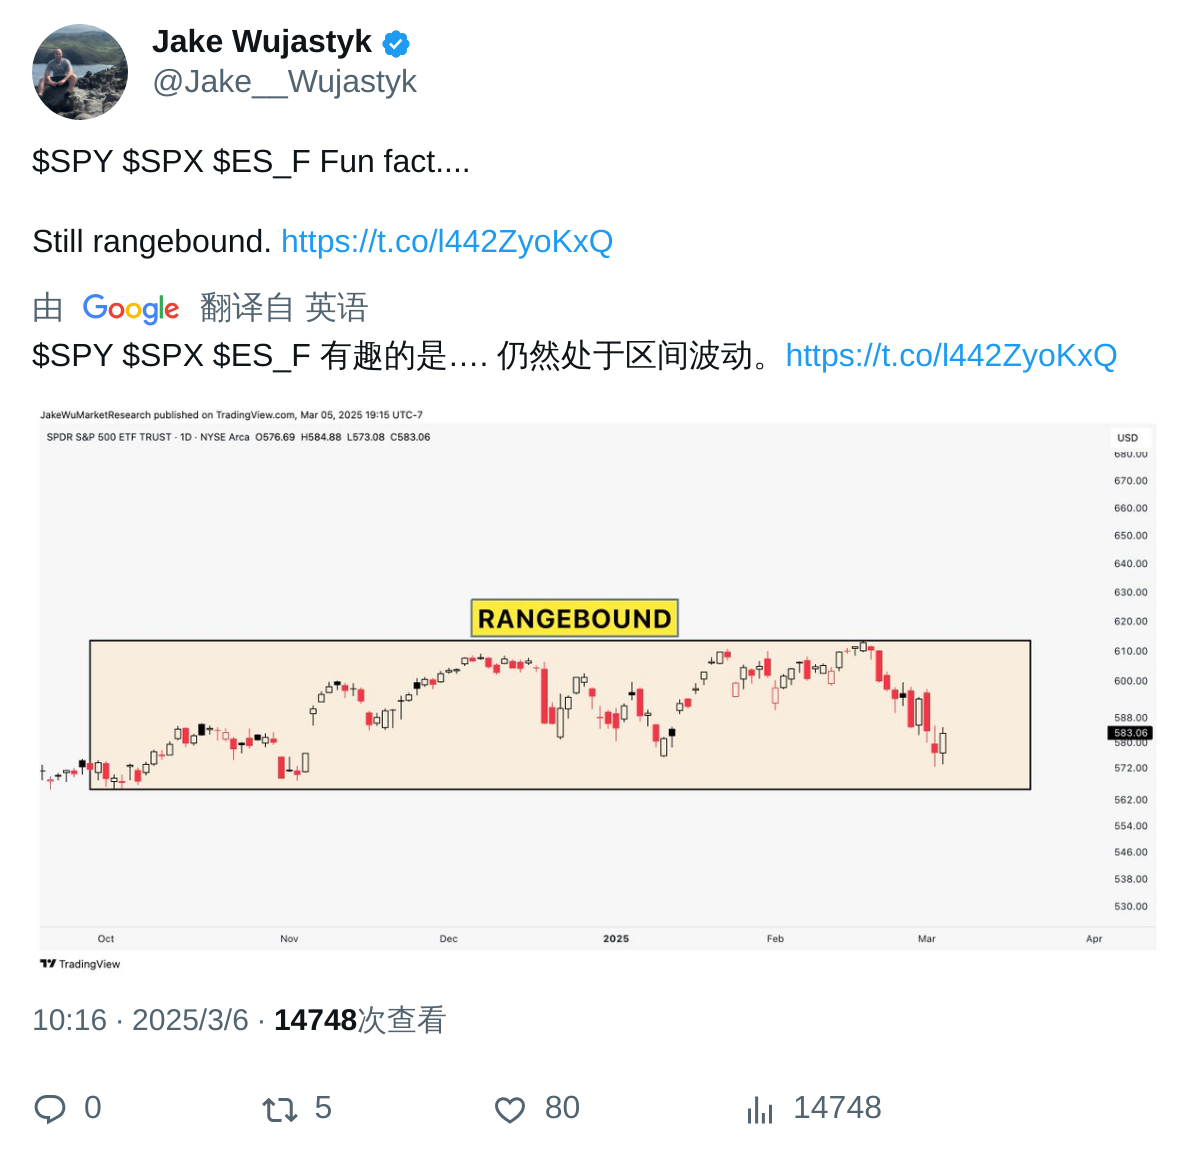 Jake Wujastyk
@Jake__Wujastyk
$SPY $SPX $ES_F Fun fact....
Still rangebound. https://t.co/l442ZyoKxQ
由 Google 翻译自 英语
$SPY $SPX $ES_F 有趣的是…. 仍然处于区间波动。https://t.co/l442ZyoKxQ
JakeWuMarketResearch published on TradingView.com, Mar 05, 2025 19:15 UTC-7
SPDR S&P 500 ETF TRUST · 1D · NYSE Arca O576.69 H584.88 L573.08 C583.06
USD
680.00
670.00
660.00
650.00
640.00
630.00
RANGEBOUND
620.00
610.00
600.00
588.00
583.06
580.00
572.00
562.00
554.00
546.00
538.00
530.00
Oct Nov Dec 2025 Feb Mar Apr
TradingView
10:16 · 2025/3/6 · 14748次查看
0 5 80 14748